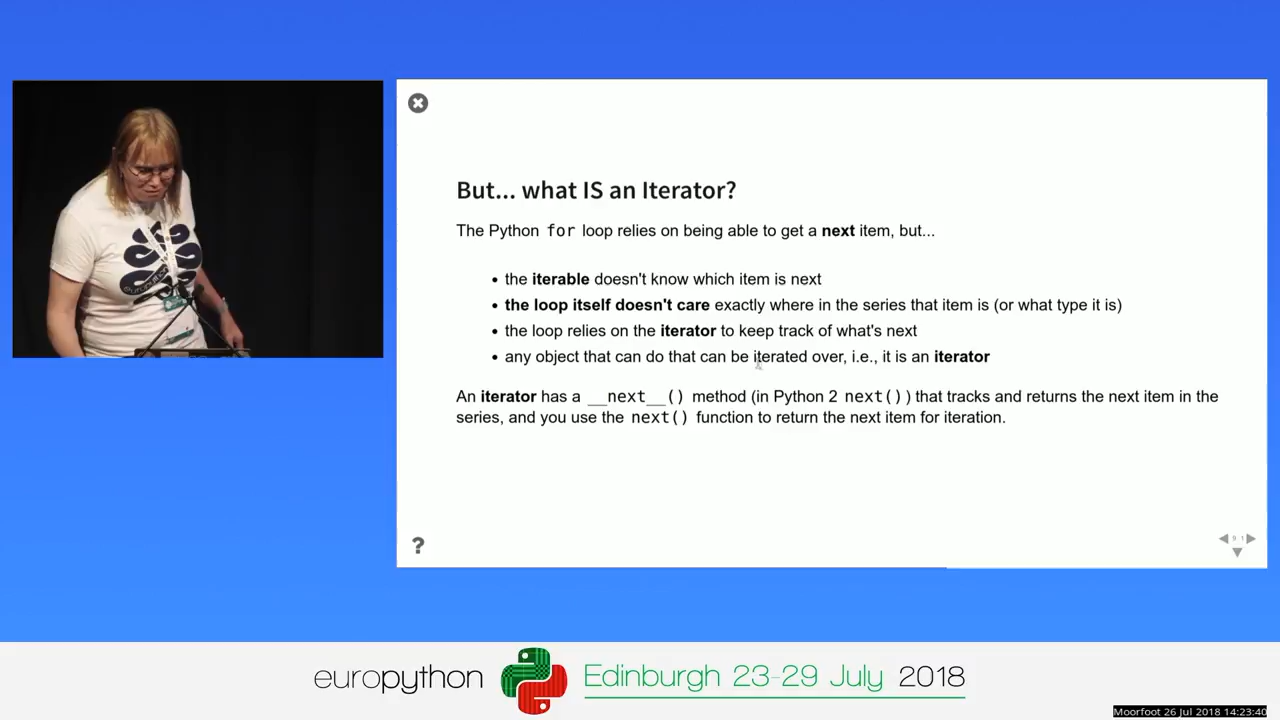 But... what IS an Iterator?
The Python for loop relies on being able to get a next item, but...
• the iterable doesn't know which item is next
• the loop itself doesn't care exactly where in the series that item is (or what type it is)
• the loop relies on the iterator to keep track of what's next
• any object that can do that can be iterated over, i.e., it is an iterator
An iterator has a __next__() method (in Python 2 next()) that tracks and returns the next item in the
series, and you use the next() function to return the next item for iteration.
?
9 1
europython
europython Edinburgh 23-29 July 2018
Moorfoot 26 Jul 2018 14:23:40